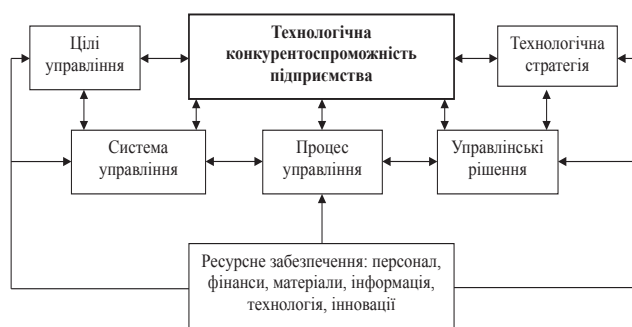 Цілі
управління
Технологічна
конкурентоспроможність
підприємства
Технологічна
стратегія
Система
управління
Процес
управління
Управлінські
рішення
Ресурсне забезпечення: персонал,
фінанси, матеріали, інформація,
технологія, інновації